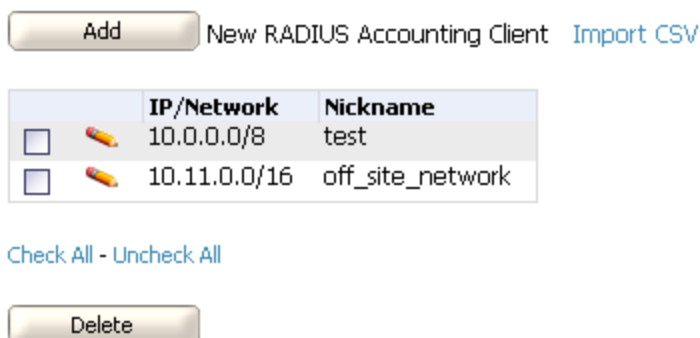 Add New RADIUS Accounting Client Import CSV
IP/Network Nickname
10.0.0.0/8 test
10.11.0.0/16 off_site_network
Check All - Uncheck All
Delete